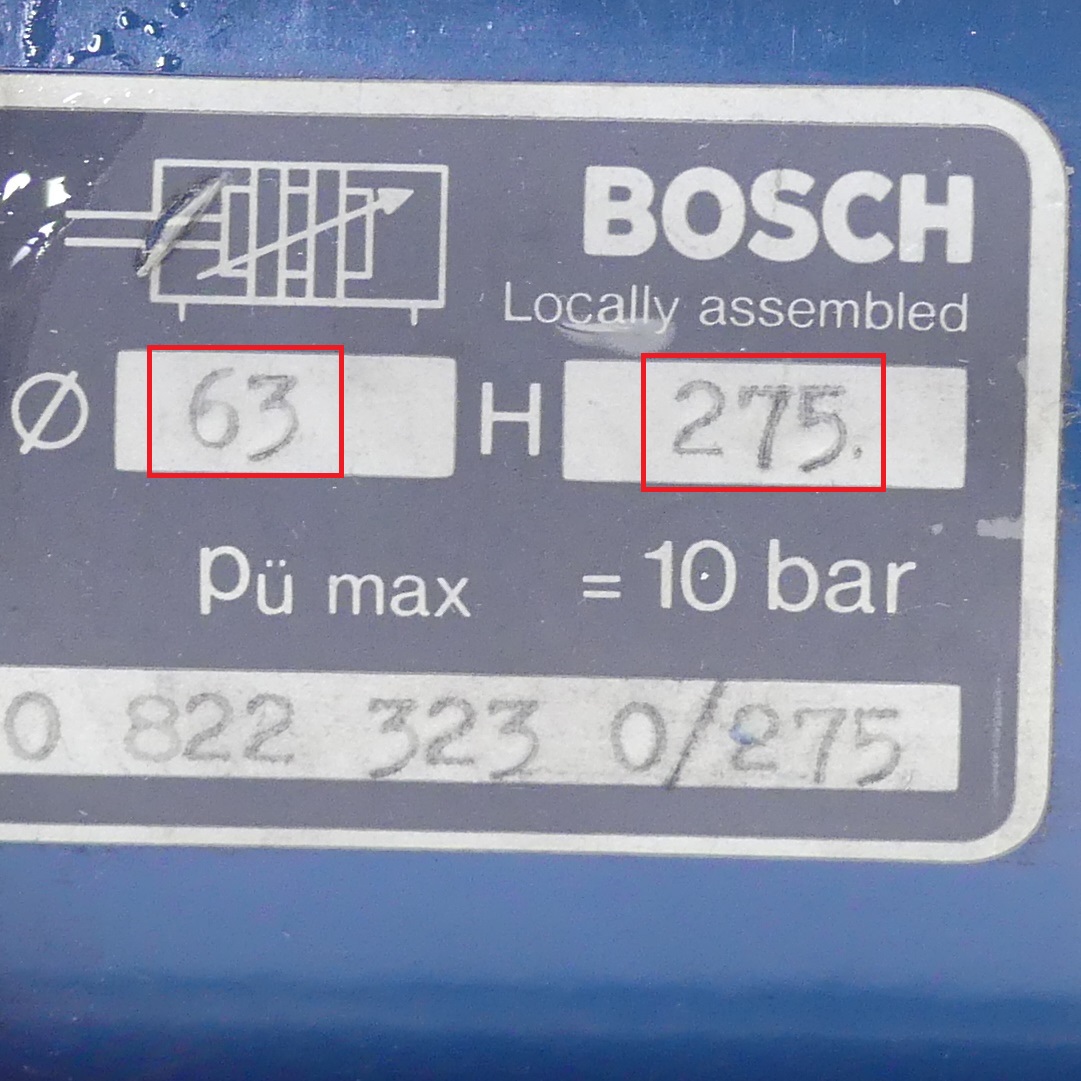 BOSCH
Locally assembled
Ø 63 H 275.
pü max = 10 bar
0 822 323 0/275